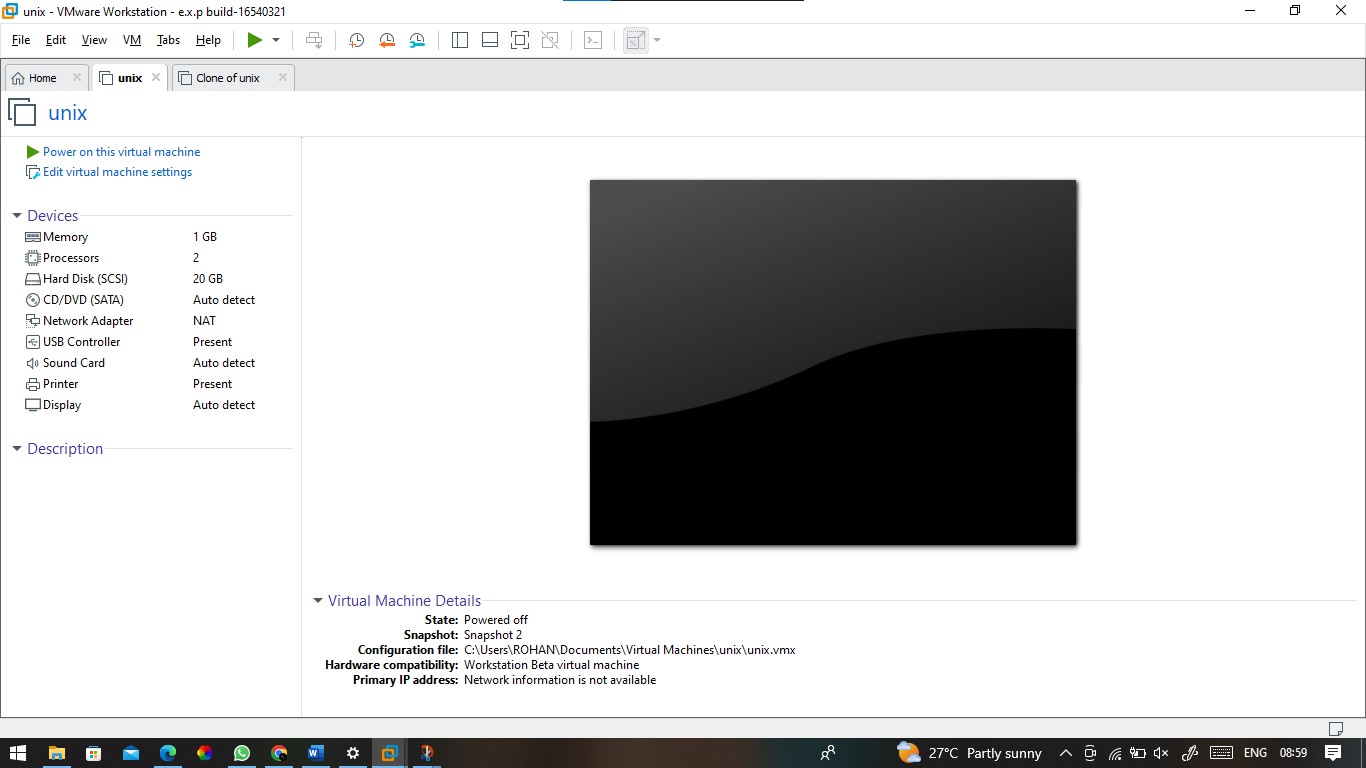 unix - VMware Workstation - e.x.p build-16540321
File Edit View VM Tabs Help
Home unix Clone of unix
unix
Power on this virtual machine
Edit virtual machine settings
Devices
Memory 1 GB
Processors 2
Hard Disk (SCSI) 20 GB
CD/DVD (SATA) Auto detect
Network Adapter NAT
USB Controller Present
Sound Card Auto detect
Printer Present
Display Auto detect
Description
Virtual Machine Details
State: Powered off
Snapshot: Snapshot 2
Configuration file: C:\Users\ROHAN\Documents\Virtual Machines\unix\unix.vmx
Hardware compatibility: Workstation Beta virtual machine
Primary IP address: Network information is not available
27°C Partly sunny ENG 08:59